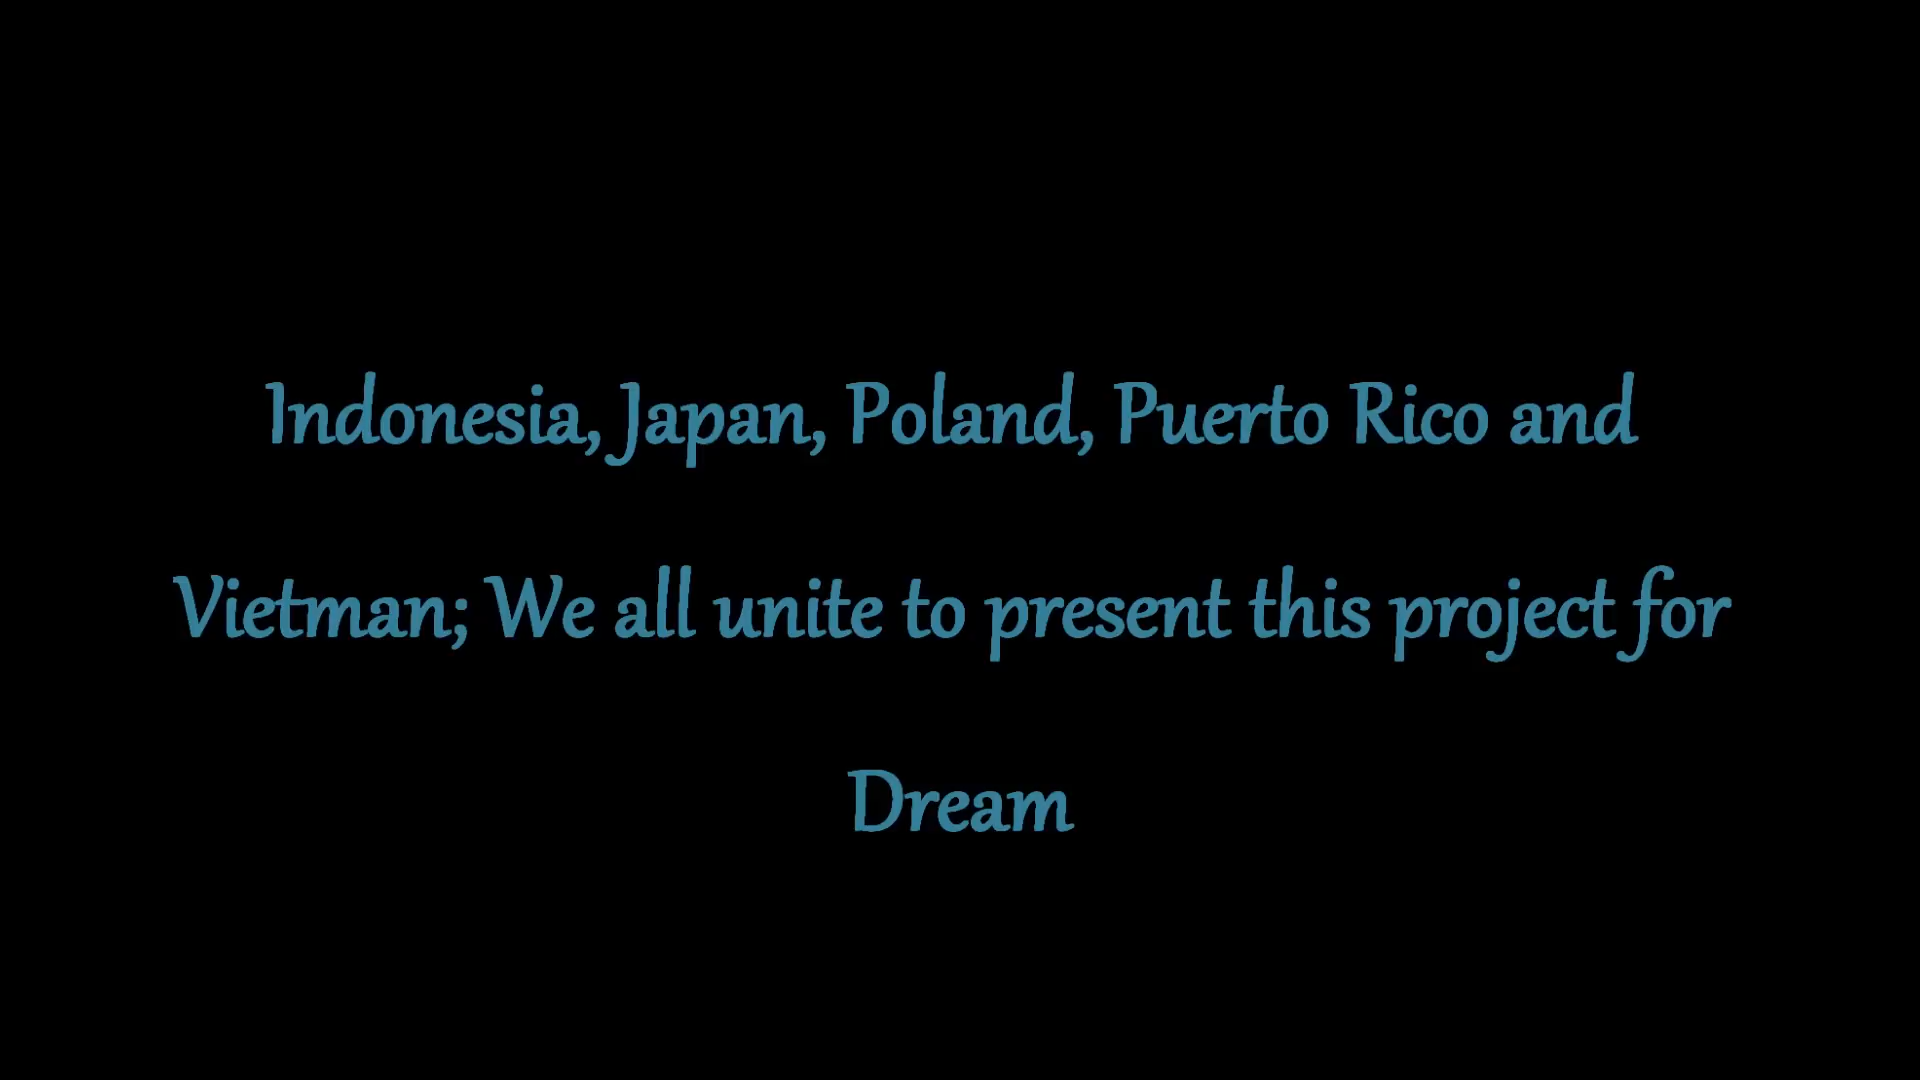 Indonesia, Japan, Poland, Puerto Rico and
Vietman; We all unite to present this project for
Dream